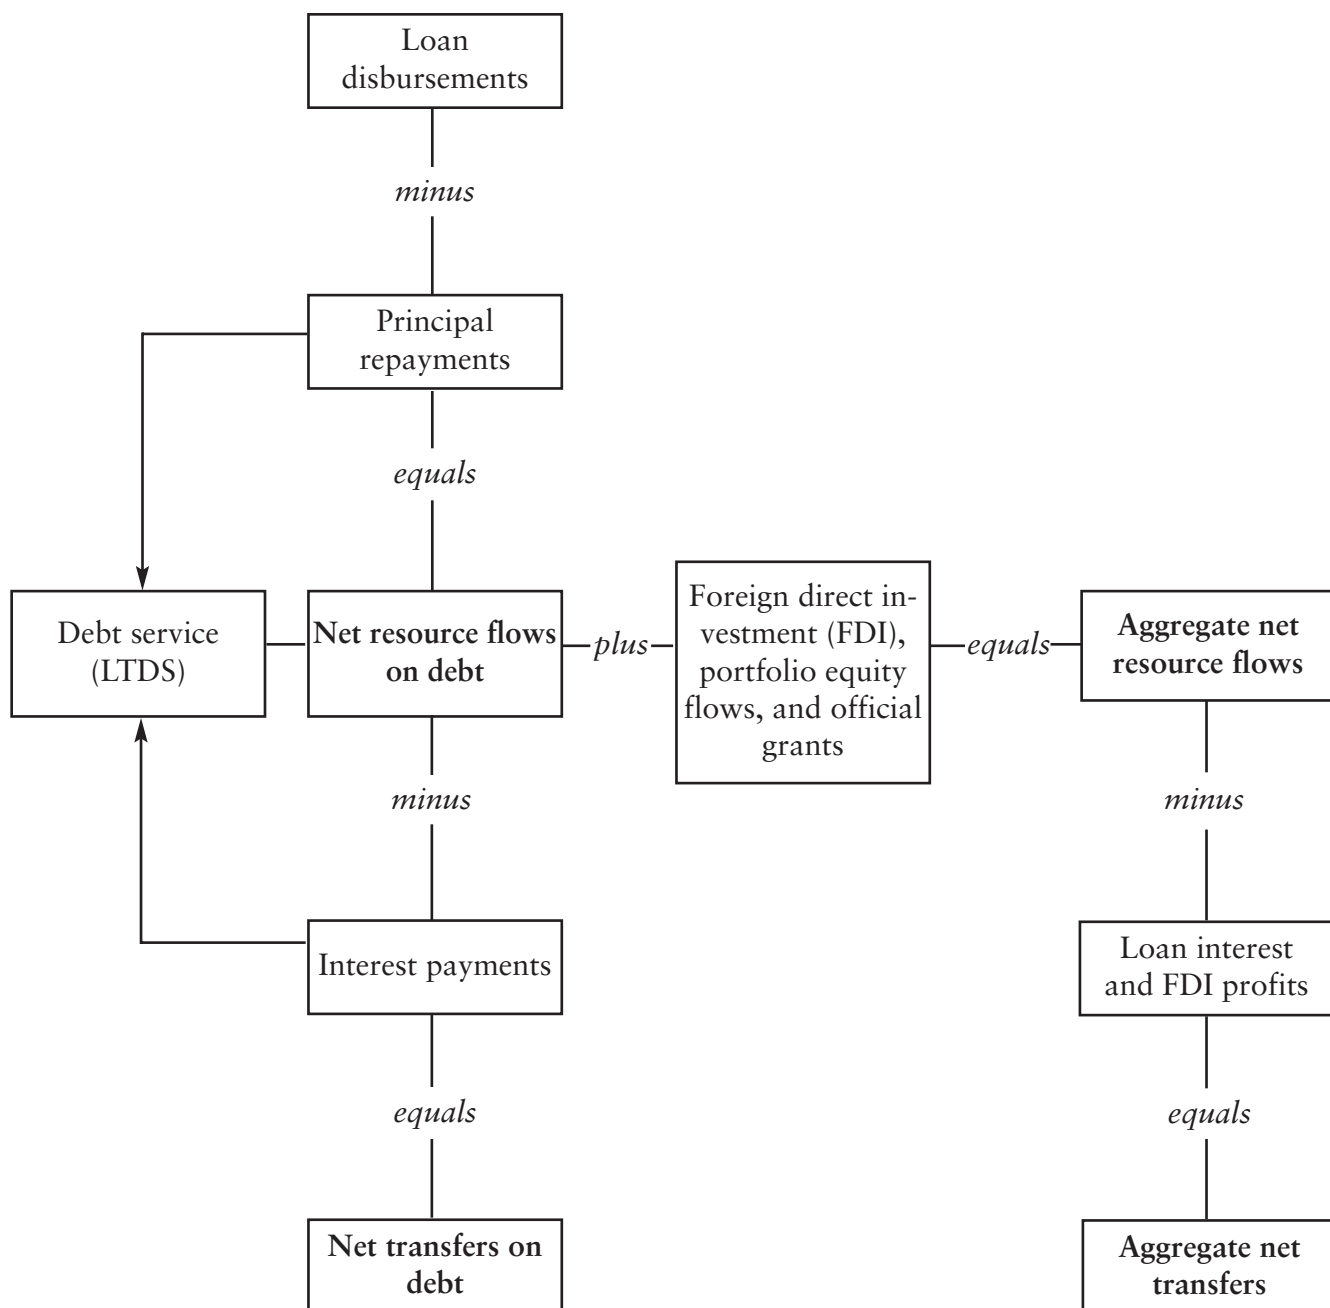 Loan
disbursements
minus
Principal
repayments
equals
Debt service
(LTDS)
Net resource flows
on debt
plus
Foreign direct in-
vestment (FDI),
portfolio equity
flows, and official
grants
equals
Aggregate net
resource flows
minus
minus
Interest payments
Loan interest
and FDI profits
equals
equals
Net transfers on
debt
Aggregate net
transfers